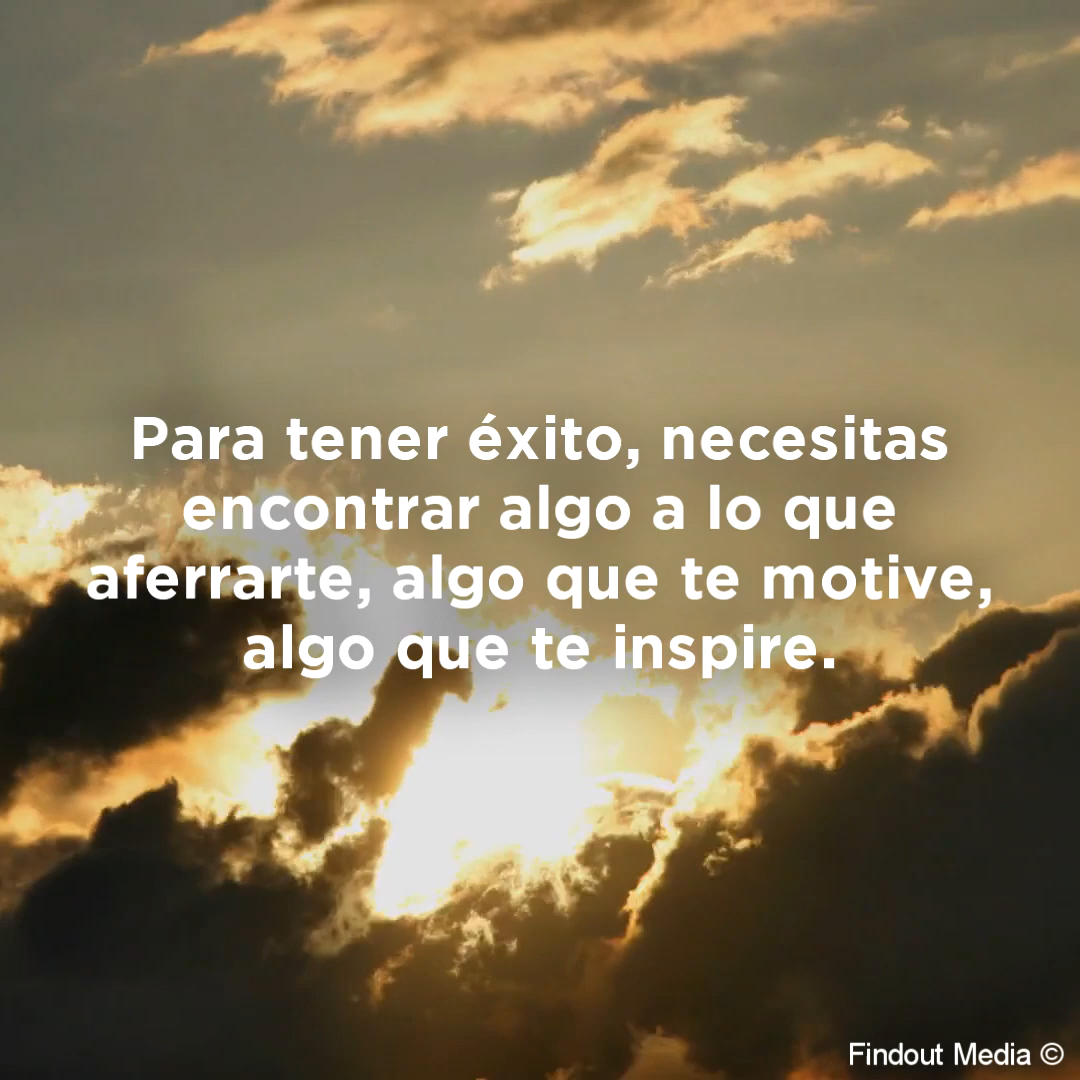 Para tener éxito, necesitas
encontrar algo a lo que
aferrarte, algo que te motive,
algo que te inspire.
Findout Media ©